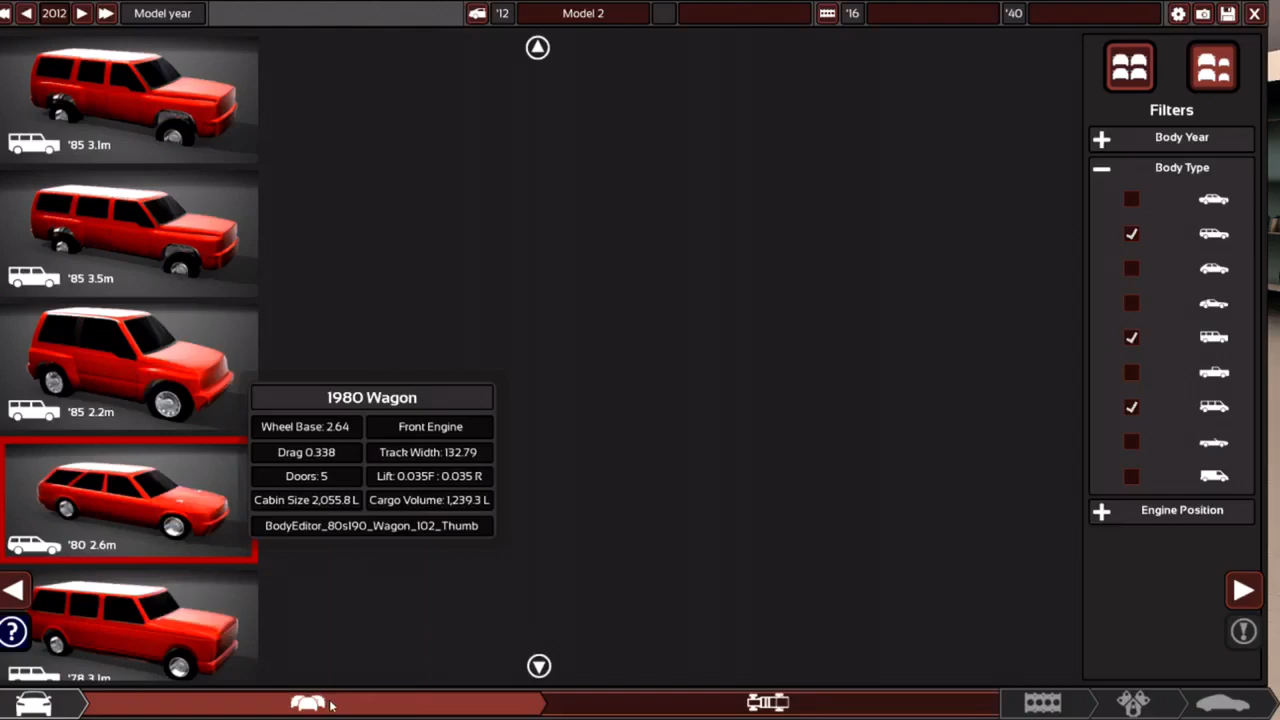 2012 Model year '12 Model 2 '16 '40
'85 3.1m
'85 3.5m
'85 2.2m
'80 2.6m
'78 3.1m
1980 Wagon
Wheel Base: 2.64 Front Engine
Drag 0.338 Track Width: 132.79
Doors: 5 Lift: 0.035F : 0.035 R
Cabin Size 2,055.8 L Cargo Volume: 1,239.3 L
BodyEditor_80s190_Wagon_102_Thumb
Filters
Body Year
Body Type
Engine Position